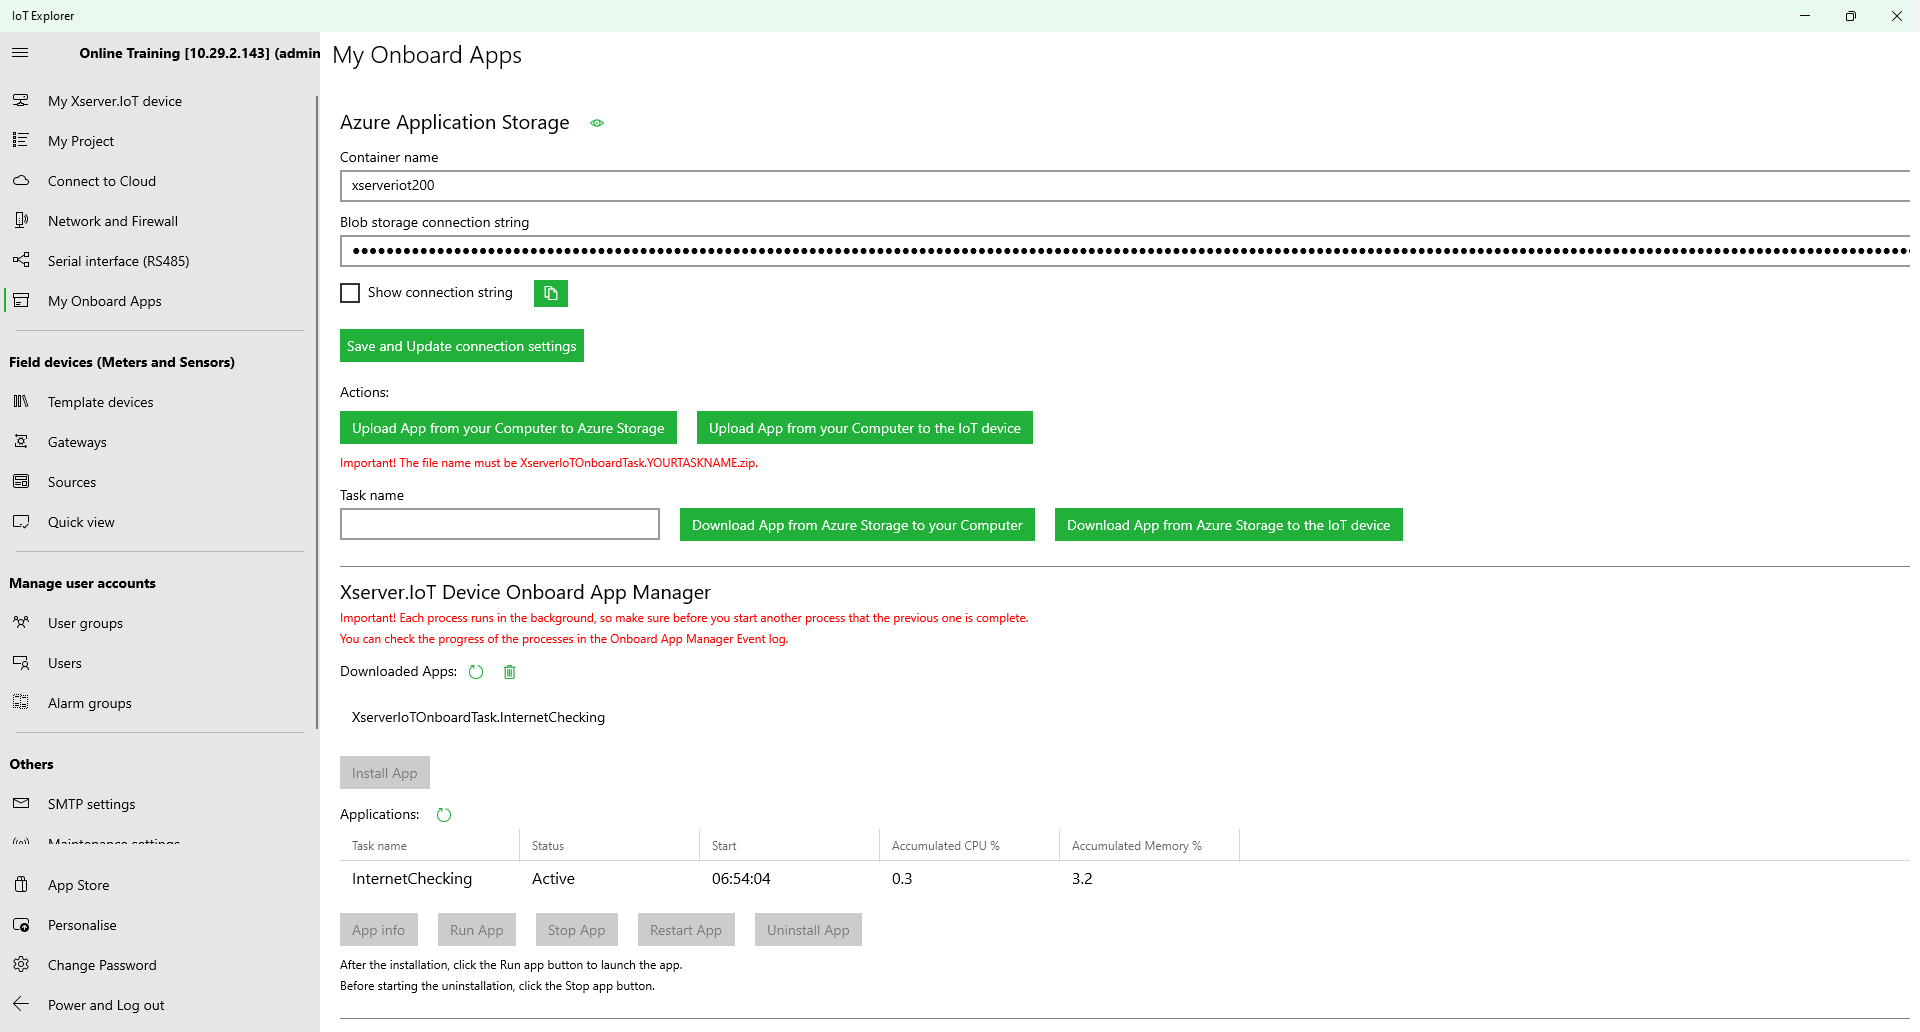 IoT Explorer
Online Training [10.29.2.143] (admin
My Onboard Apps
My Xserver.IoT device
My Project
Connect to Cloud
Network and Firewall
Serial interface (RS485)
My Onboard Apps
Field devices (Meters and Sensors)
Template devices
Gateways
Sources
Quick view
Manage user accounts
User groups
Users
Alarm groups
Others
SMTP settings
Maintenance settings
App Store
Personalise
Change Password
Power and Log out
Azure Application Storage
Container name
xserveriot200
Blob storage connection string
Show connection string
Save and Update connection settings
Actions:
Upload App from your Computer to Azure Storage
Upload App from your Computer to the IoT device
Important! The file name must be XserverIoTOnboardTask.YOURTASKNAME.zip.
Task name
Download App from Azure Storage to your Computer
Download App from Azure Storage to the IoT device
Xserver.IoT Device Onboard App Manager
Important! Each process runs in the background, so make sure before you start another process that the previous one is complete.
You can check the progress of the processes in the Onboard App Manager Event log.
Downloaded Apps:
XserverIoTOnboardTask.InternetChecking
Install App
Applications:
Task name Status Start Accumulated CPU % Accumulated Memory %
InternetChecking Active 06:54:04 0.3 3.2
App info Run App Stop App Restart App Uninstall App
After the installation, click the Run app button to launch the app.
Before starting the uninstallation, click the Stop app button.